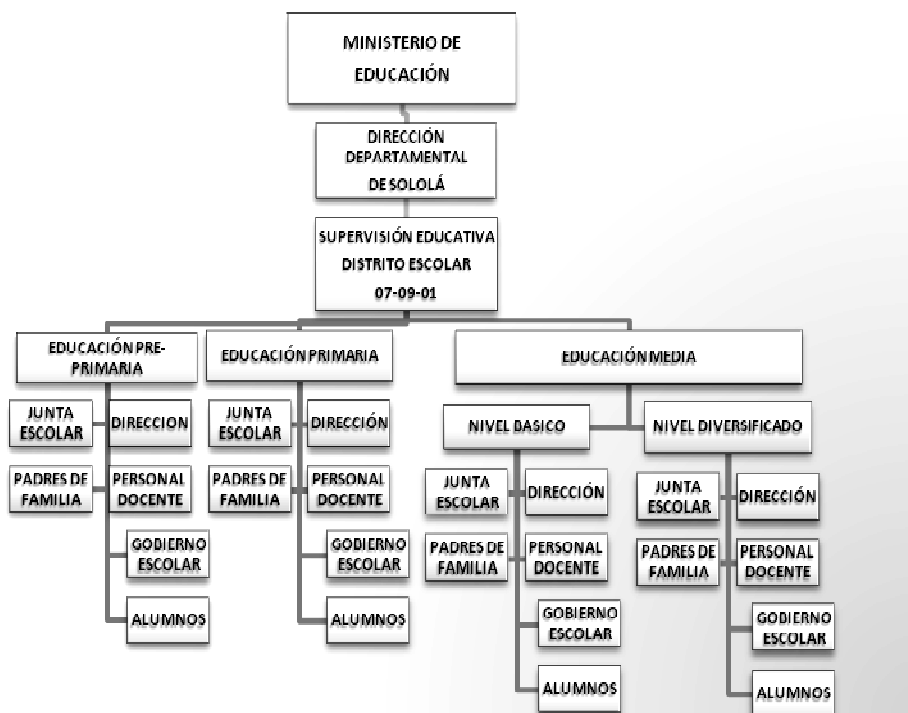 MINISTERIO DE
EDUCACIÓN
DIRECCIÓN
DEPARTAMENTAL
DE SOLOLÁ
SUPERVISIÓN EDUCATIVA
DISTRITO ESCOLAR
07-09-01
EDUCACIÓN PRE-
PRIMARIA
JUNTA
ESCOLAR
DIRECCION
PADRES DE
FAMILIA
PERSONAL
DOCENTE
GOBIERNO
ESCOLAR
ALUMNOS
EDUCACIÓN PRIMARIA
JUNTA
ESCOLAR
DIRECCIÓN
PADRES DE
FAMILIA
PERSONAL
DOCENTE
GOBIERNO
ESCOLAR
ALUMNOS
EDUCACIÓN MEDIA
NIVEL BASICO
JUNTA
ESCOLAR
DIRECCIÓN
PADRES DE
FAMILIA
PERSONAL
DOCENTE
GOBIERNO
ESCOLAR
ALUMNOS
NIVEL DIVERSIFICADO
JUNTA
ESCOLAR
DIRECCIÓN
PADRES DE
FAMILIA
PERSONAL
DOCENTE
GOBIERNO
ESCOLAR
ALUMNOS